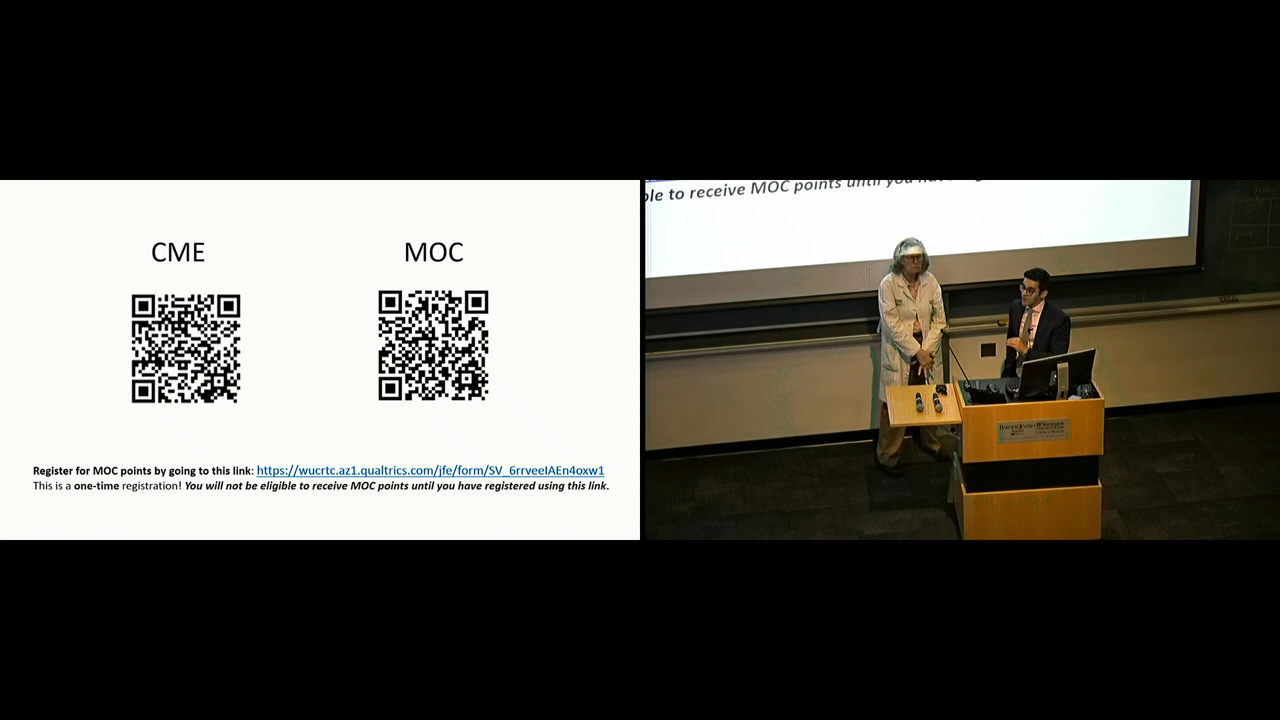 CME
MOC
Register for MOC points by going to this link: https://wucrtc.az1.qualtrics.com/jfe/form/SV_6rrveelAEn4oxw1
This is a one-time registration! You will not be eligible to receive MOC points until you have registered using this link.
ble to receive MOC points until you have